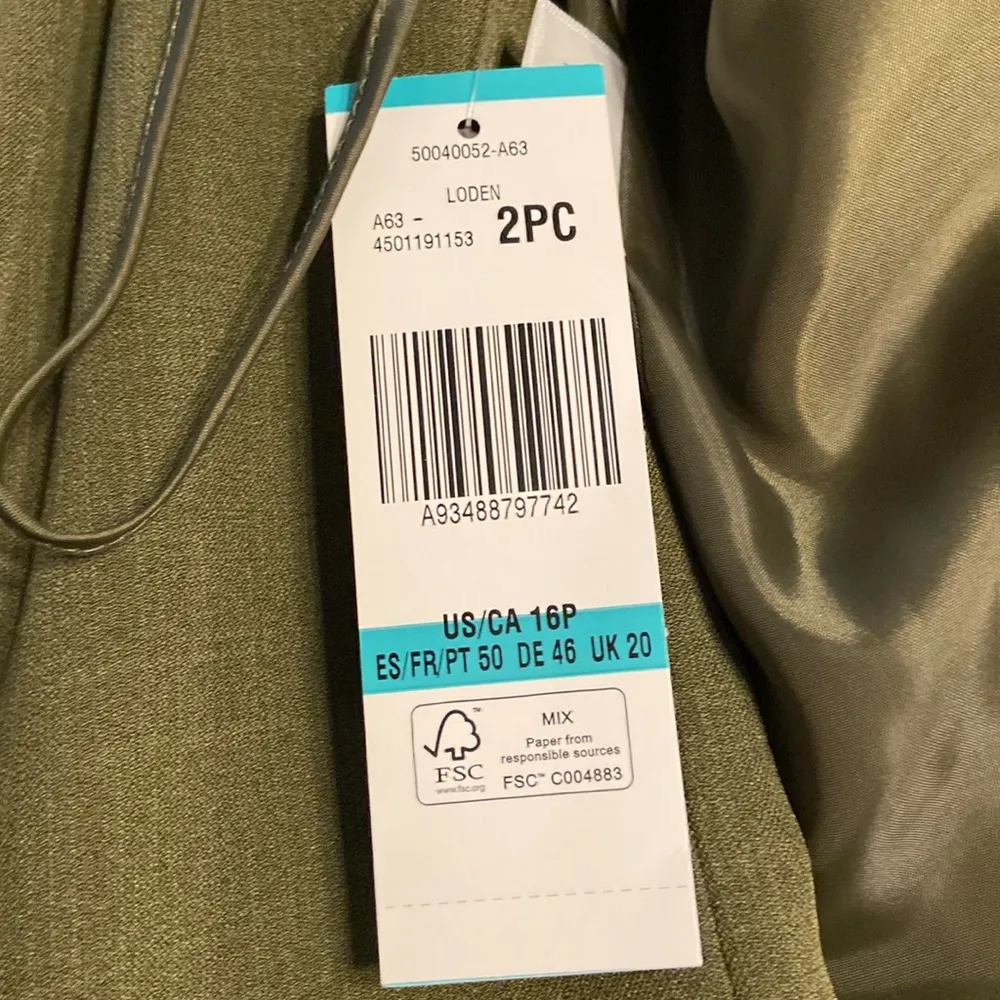 50040052-A63
LODEN
A63 -
4501191153
2PC
A93488797742
US/CA 16P
ES/FR/PT 50 DE 46 UK 20
FSC
www.fsc.org
MIX
Paper from
responsible sources
FSC™ C004883